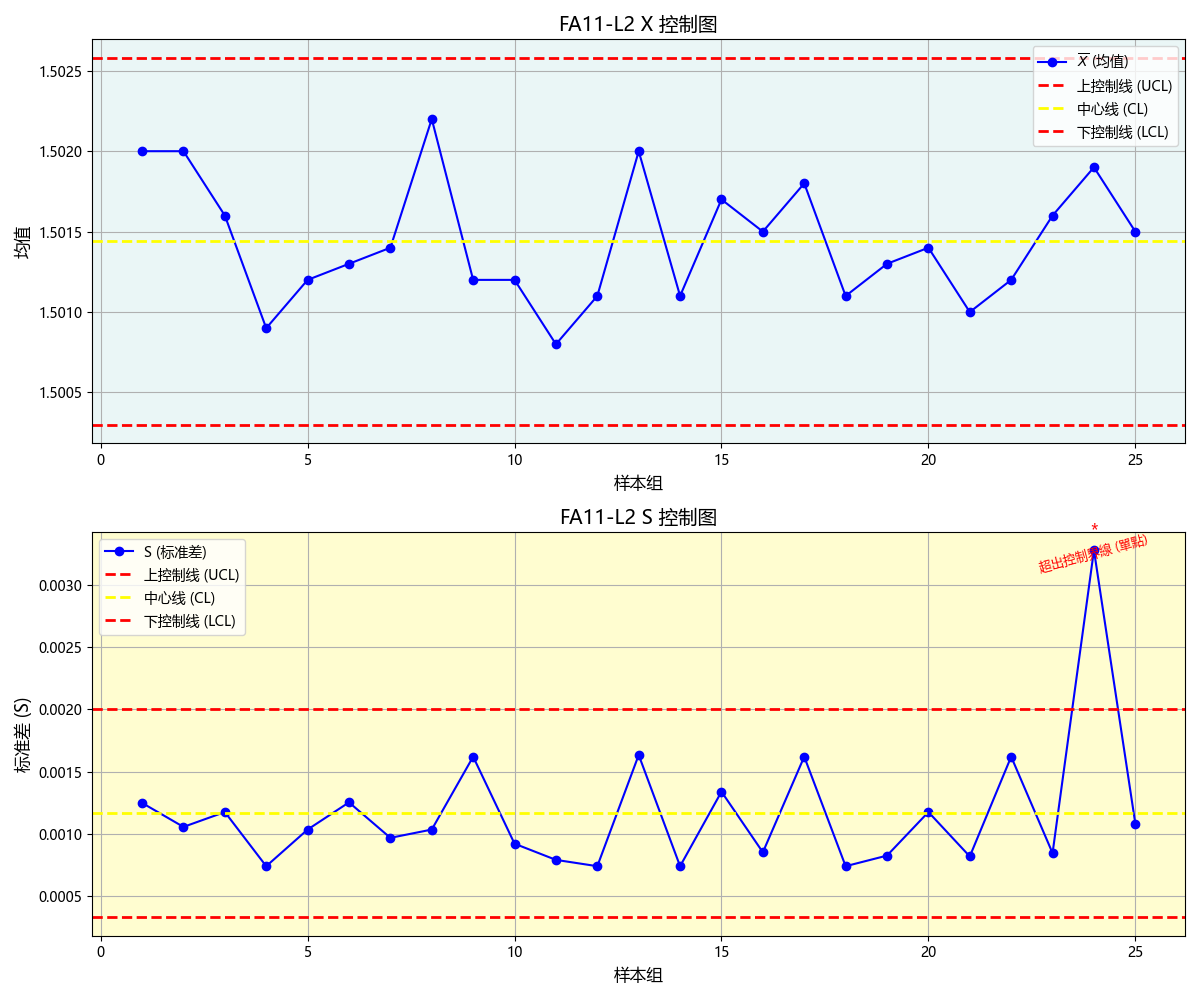 FA11-L2 X 控制图
X (均值)
上控制线 (UCL)
中心线 (CL)
下控制线 (LCL)
均值
1.5025
1.5020
1.5015
1.5010
1.5005
0 5 10 15 20 25
样本组
FA11-L2 S 控制图
*
超出控制界線 (單點)
S (标准差)
上控制线 (UCL)
中心线 (CL)
下控制线 (LCL)
标准差 (S)
0.0030
0.0025
0.0020
0.0015
0.0010
0.0005
0 5 10 15 20 25
样本组